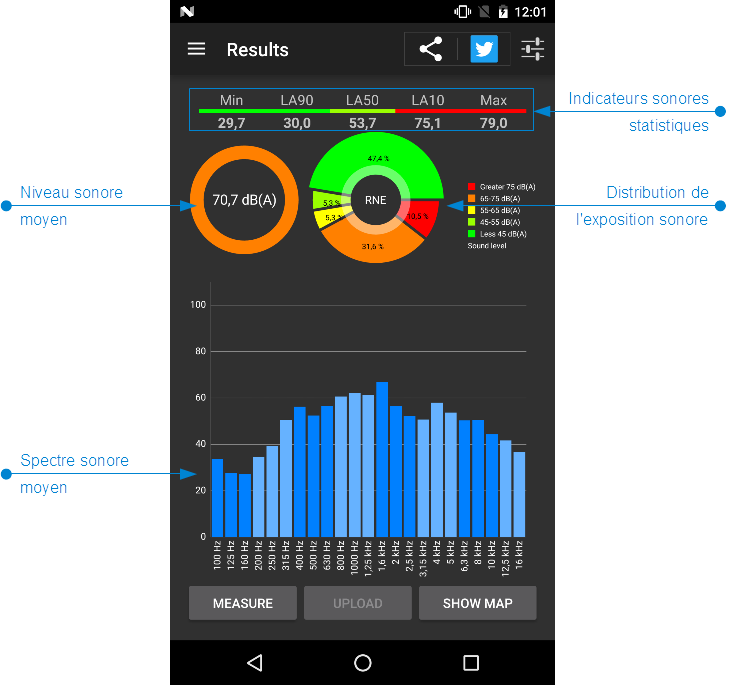 12:01
Results
Min LA90 LA50 LA10 Max
29,7 30,0 53,7 75,1 79,0
Indicateurs sonores
statistiques
Niveau sonore
moyen
70,7 dB(A)
47,4 %
5,3 %
5,3 %
31,6 %
10,5 %
RNE
Greater 75 dB(A)
65-75 dB(A)
55-65 dB(A)
45-55 dB(A)
Less 45 dB(A)
Sound level
Distribution de
l'exposition sonore
Spectre sonore
moyen
100
80
60
40
20
0
100 Hz
125 Hz
160 Hz
200 Hz
250 Hz
315 Hz
400 Hz
500 Hz
630 Hz
800 Hz
1000 Hz
1,25 kHz
1,6 kHz
2 kHz
2,5 kHz
3,15 kHz
4 kHz
5 kHz
6,3 kHz
8 kHz
10 kHz
12,5 kHz
16 kHz
MEASURE
UPLOAD
SHOW MAP